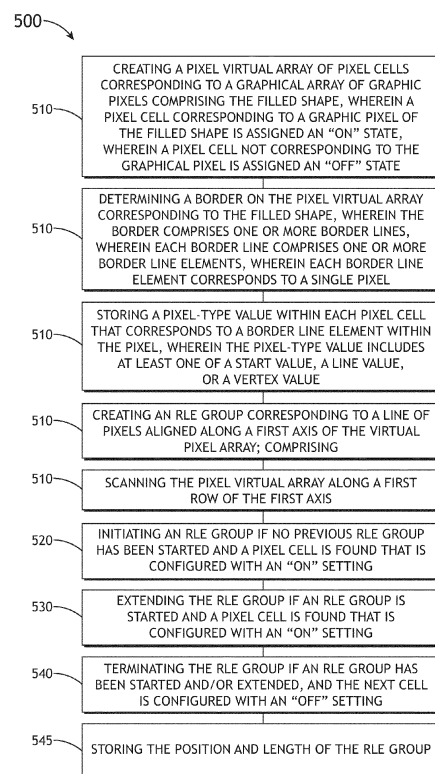 500
510
CREATING A PIXEL VIRTUAL ARRAY OF PIXEL CELLS
CORRESPONDING TO A GRAPHICAL ARRAY OF GRAPHIC
PIXELS COMPRISING THE FILLED SHAPE, WHEREIN A
PIXEL CELL CORRESPONDING TO A GRAPHIC PIXEL OF
THE FILLED SHAPE IS ASSIGNED AN “ON” STATE,
WHEREIN A PIXEL CELL NOT CORRESPONDING TO THE
GRAPHICAL PIXEL IS ASSIGNED AN “OFF” STATE
510
DETERMINING A BORDER ON THE PIXEL VIRTUAL ARRAY
CORRESPONDING TO THE FILLED SHAPE, WHEREIN THE
BORDER COMPRISES ONE OR MORE BORDER LINES,
WHEREIN EACH BORDER LINE COMPRISES ONE OR MORE
BORDER LINE ELEMENTS, WHEREIN EACH BORDER LINE
ELEMENT CORRESPONDS TO A SINGLE PIXEL
510
STORING A PIXEL-TYPE VALUE WITHIN EACH PIXEL CELL
THAT CORRESPONDS TO A BORDER LINE ELEMENT WITHIN
THE PIXEL, WHEREIN THE PIXEL-TYPE VALUE INCLUDES
AT LEAST ONE OF A START VALUE, A LINE VALUE,
OR A VERTEX VALUE
510
CREATING AN RLE GROUP CORRESPONDING TO A LINE OF
PIXELS ALIGNED ALONG A FIRST AXIS OF THE VIRTUAL
PIXEL ARRAY; COMPRISING
510
SCANNING THE PIXEL VIRTUAL ARRAY ALONG A FIRST
ROW OF THE FIRST AXIS
520
INITIATING AN RLE GROUP IF NO PREVIOUS RLE GROUP
HAS BEEN STARTED AND A PIXEL CELL IS FOUND THAT IS
CONFIGURED WITH AN “ON” SETTING
530
EXTENDING THE RLE GROUP IF AN RLE GROUP IS
STARTED AND A PIXEL CELL IS FOUND THAT IS
CONFIGURED WITH AN “ON” SETTING
540
TERMINATING THE RLE GROUP IF AN RLE GROUP HAS
BEEN STARTED AND/OR EXTENDED, AND THE NEXT CELL
IS CONFIGURED WITH AN “OFF” SETTING
545
STORING THE POSITION AND LENGTH OF THE RLE GROUP